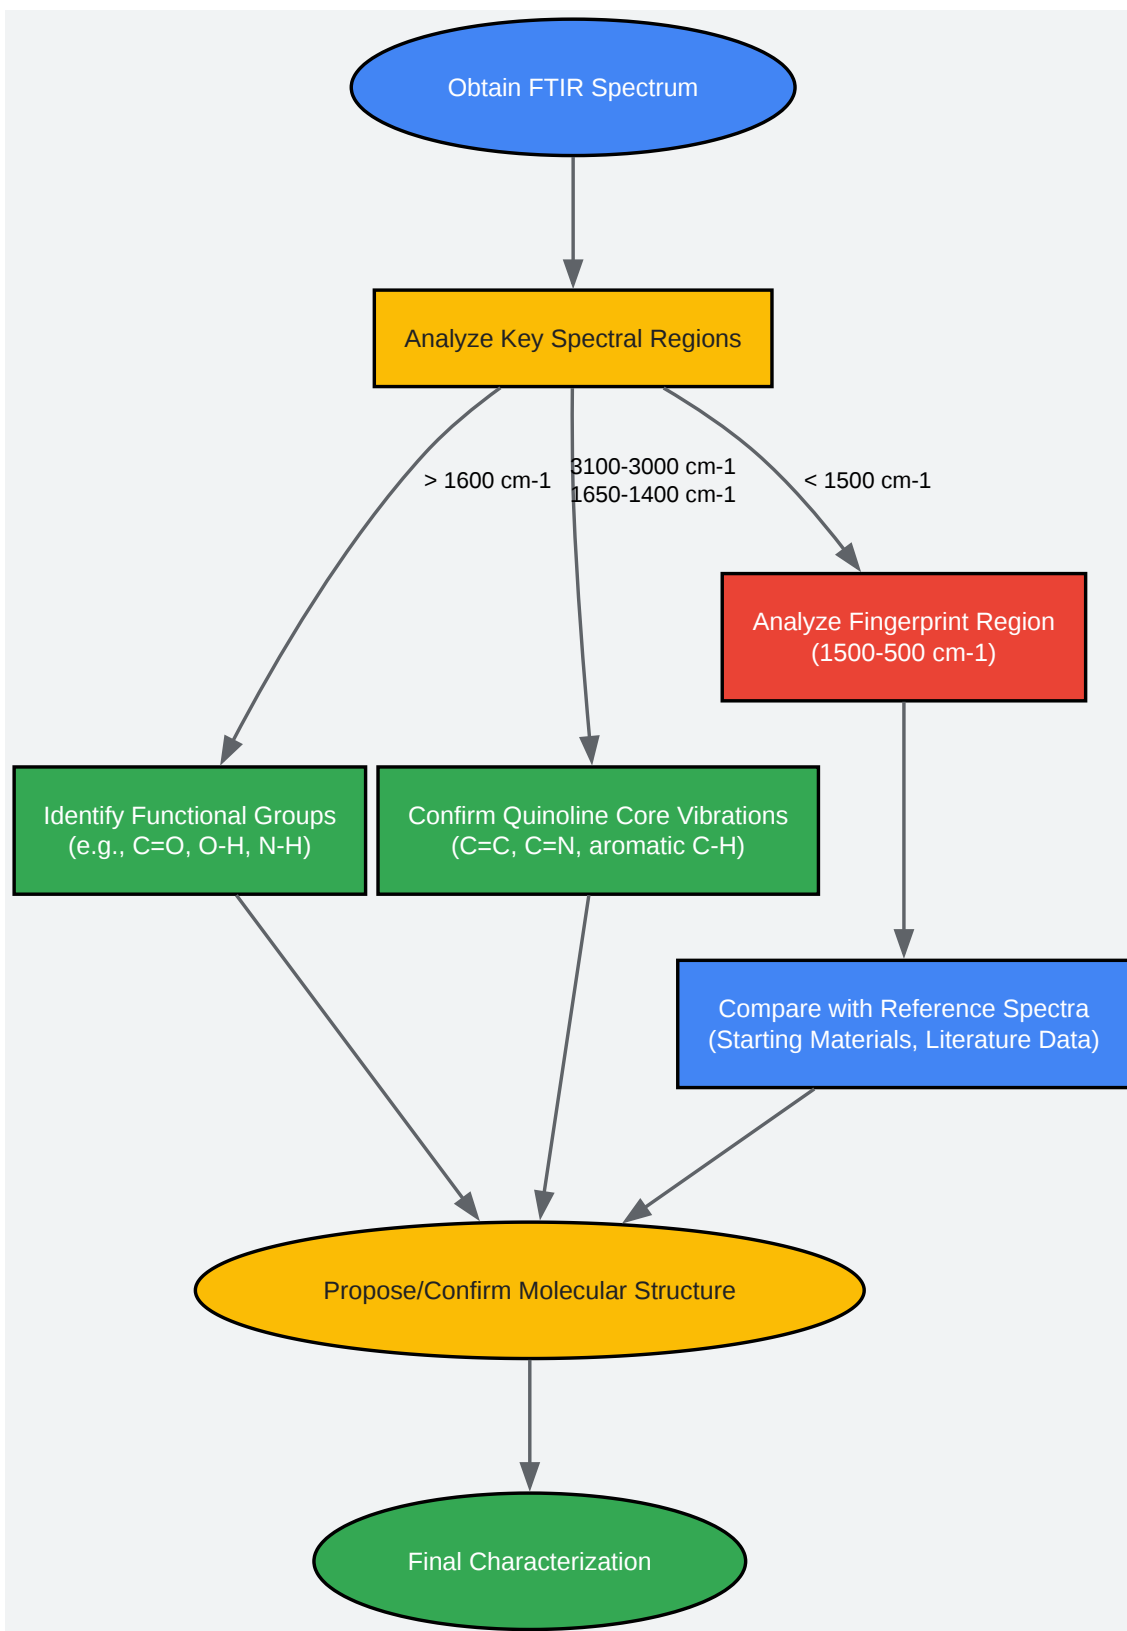 Obtain FTIR Spectrum
Analyze Key Spectral Regions
> 1600 cm-1
3100-3000 cm-1
1650-1400 cm-1
< 1500 cm-1
Analyze Fingerprint Region
(1500-500 cm-1)
Identify Functional Groups
(e.g., C=O, O-H, N-H)
Confirm Quinoline Core Vibrations
(C=C, C=N, aromatic C-H)
Compare with Reference Spectra
(Starting Materials, Literature Data)
Propose/Confirm Molecular Structure
Final Characterization